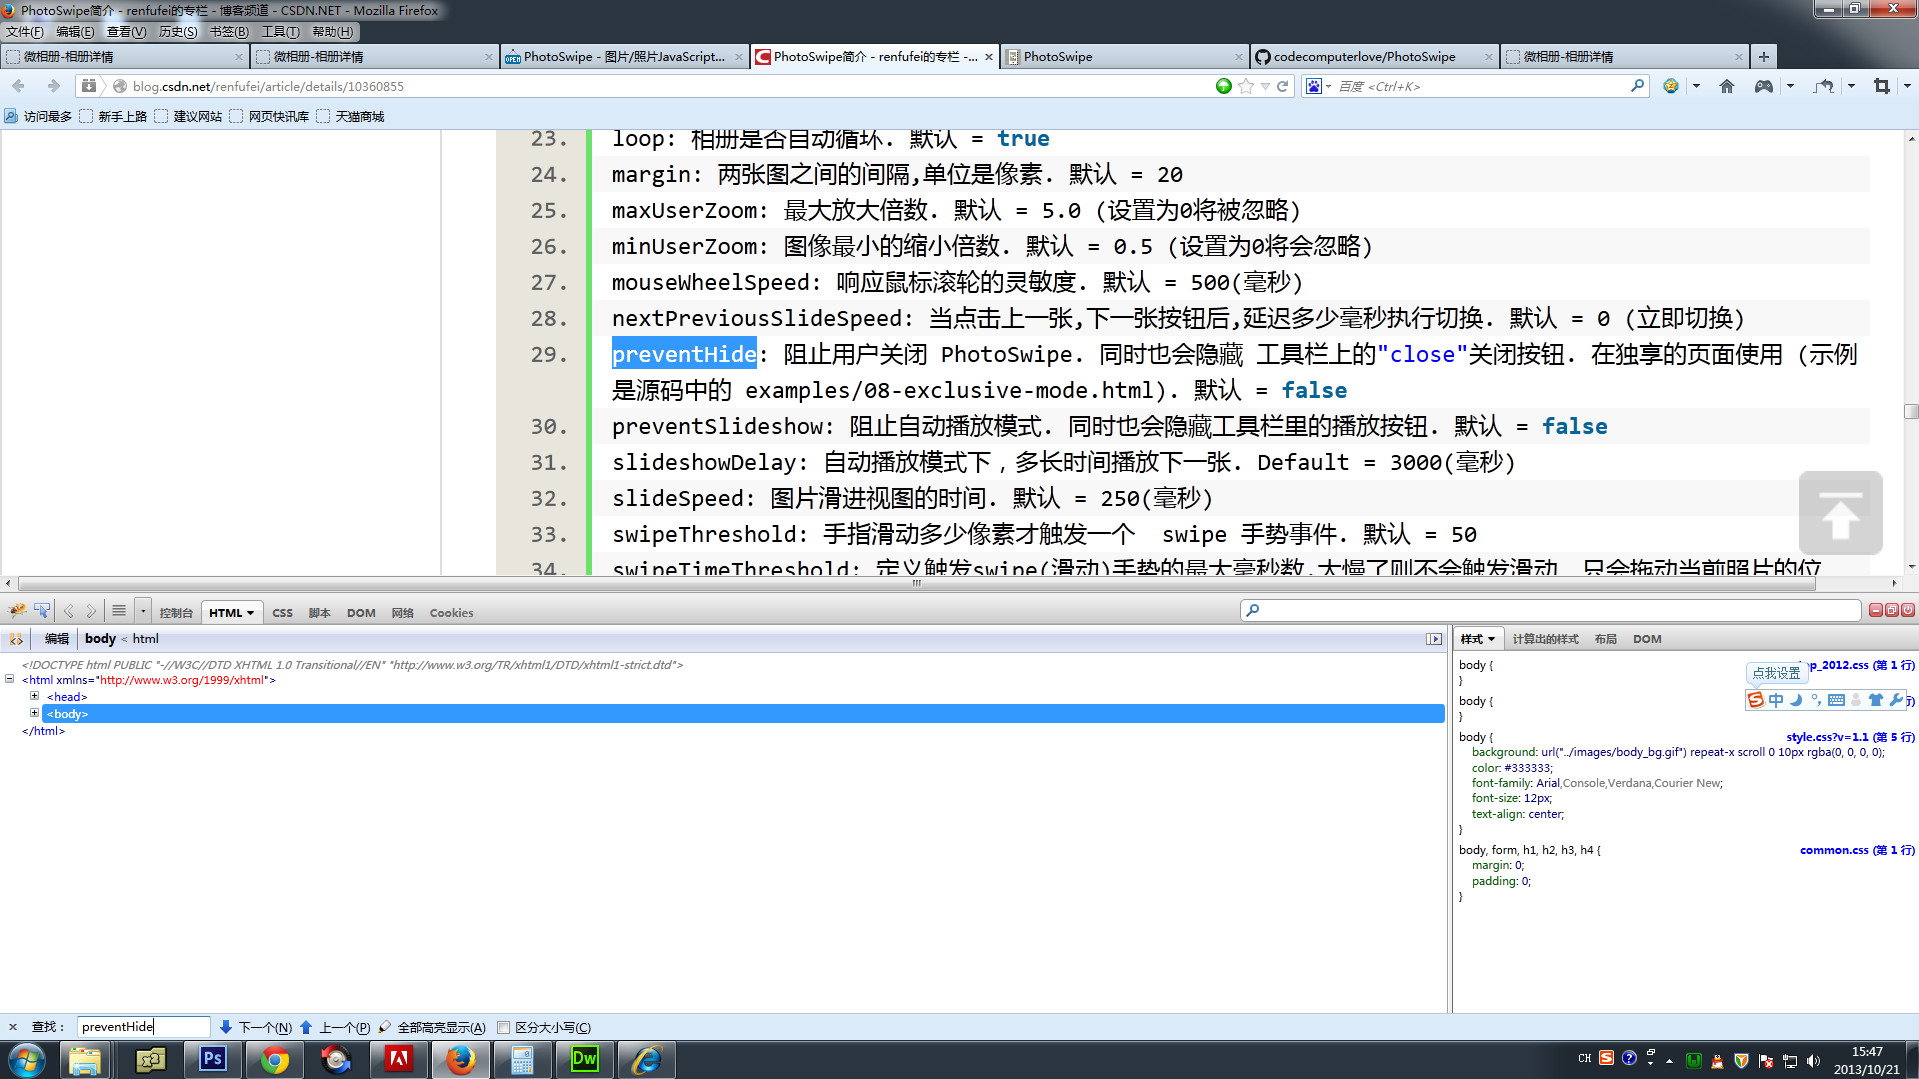 PhotoSwipe简介 - renfufei的专栏 - 博客频道 - CSDN.NET - Mozilla Firefox
文件(F) 编辑(E) 查看(V) 历史(S) 书签(B) 工具(T) 帮助(H)
微相册-相册详情 微相册-相册详情 PhotoSwipe - 图片/照片JavaScript... PhotoSwipe简介 - renfufei的专栏 -... PhotoSwipe codecomputerlove/PhotoSwipe 微相册-相册详情
blog.csdn.net/renfufei/article/details/10360855 百度 <Ctrl+K>
访问最多 新手上路 建议网站 网页快讯库 天猫商城
23. loop: 相册是否自动循环. 默认 = true
24. margin: 两张图之间的间隔,单位是像素. 默认 = 20
25. maxUserZoom: 最大放大倍数. 默认 = 5.0 (设置为0将被忽略)
26. minUserZoom: 图像最小的缩小倍数. 默认 = 0.5 (设置为0将会忽略)
27. mouseWheelSpeed: 响应鼠标滚轮的灵敏度. 默认 = 500(毫秒)
28. nextPreviousSlideSpeed: 当点击上一张,下一张按钮后,延迟多少毫秒执行切换. 默认 = 0 (立即切换)
29. preventHide: 阻止用户关闭 PhotoSwipe. 同时也会隐藏 工具栏上的"close"关闭按钮. 在独享的页面使用 (示例
是源码中的 examples/08-exclusive-mode.html). 默认 = false
30. preventSlideshow: 阻止自动播放模式. 同时也会隐藏工具栏里的播放按钮. 默认 = false
31. slideshowDelay: 自动播放模式下，多长时间播放下一张. Default = 3000(毫秒)
32. slideSpeed: 图片滑进视图的时间. 默认 = 250(毫秒)
33. swipeThreshold: 手指滑动多少像素才触发一个 swipe 手势事件. 默认 = 50
34. swipeTimeThreshold: 定义触发swipe(滑动)手势的最大毫秒数,太慢了则不会触发滑动 只会拖动当前照片的位
控制台 HTML CSS 脚本 DOM 网络 Cookies
编辑 body < html
样式 计算出的样式 布局 DOM
<!DOCTYPE html PUBLIC "-//W3C//DTD XHTML 1.0 Transitional//EN" "http://www.w3.org/TR/xhtml1/DTD/xhtml1-strict.dtd">
<html xmlns="http://www.w3.org/1999/xhtml">
<head>
<body>
</html>
body { op_2012.css (第 1 行)
}
点我设置
body { 中 行)
}
body { style.css?v=1.1 (第 5 行)
background: url("../images/body_bg.gif") repeat-x scroll 0 10px rgba(0, 0, 0, 0);
color: #333333;
font-family: Arial,Console,Verdana,Courier New;
font-size: 12px;
text-align: center;
}
body, form, h1, h2, h3, h4 { common.css (第 1 行)
margin: 0;
padding: 0;
}
× 查找： preventHide 下一个(N) 上一个(P) 全部高亮显示(A) 区分大小写(C)
Ps Dw CH 15:47
2013/10/21